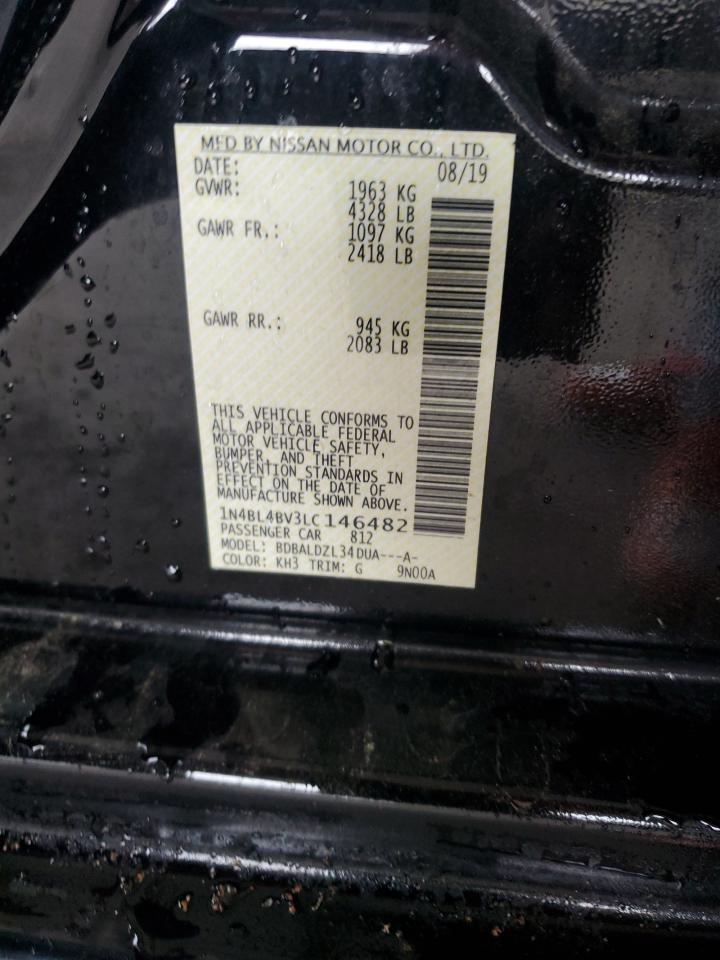 MFD BY NISSAN MOTOR CO., LTD.
DATE: 08/19
GVWR: 1963 KG
4328 LB
GAWR FR.: 1097 KG
2418 LB
GAWR RR.: 945 KG
2083 LB
THIS VEHICLE CONFORMS TO
ALL APPLICABLE FEDERAL
MOTOR VEHICLE SAFETY,
BUMPER, AND THEFT
PREVENTION STANDARDS IN
EFFECT ON THE DATE OF
MANUFACTURE SHOWN ABOVE.
1N4BL4BV3LC146482
PASSENGER CAR 812
MODEL: BDBALDZL34DUA---A-
COLOR: KH3 TRIM: G 9N00A